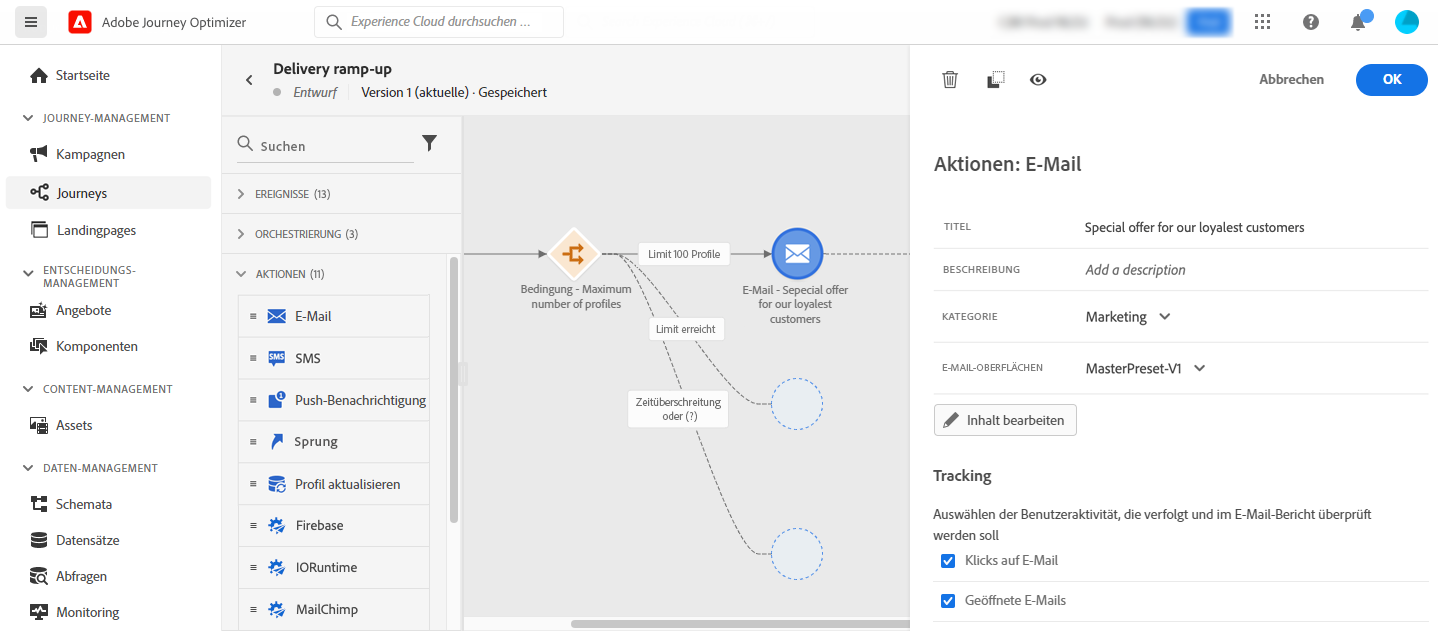 Adobe Journey Optimizer
Experience Cloud durchsuchen ...
Startseite
JOURNEY-MANAGEMENT
Kampagnen
Journeys
Landingpages
ENTSCHEIDUNGS-
MANAGEMENT
Angebote
Komponenten
CONTENT-MANAGEMENT
Assets
DATEN-MANAGEMENT
Schemata
Datensätze
Abfragen
Monitoring
Delivery ramp-up
Entwurf
Version 1 (aktuelle) · Gespeichert
Suchen
EREIGNISSE (13)
ORCHESTRIERUNG (3)
AKTIONEN (11)
E-Mail
SMS
SMS
1
Push-Benachrichtigung
Sprung
Profil aktualisieren
Firebase
IORuntime
MailChimp
Bedingung - Maximum
number of profiles
Limit 100 Profile
E-Mail - Sepecial offer
for our loyalest
customers
Limit erreicht
Zeitüberschreitung
oder (?)
Abbrechen
OK
Aktionen: E-Mail
TITEL
Special offer for our loyalest customers
BESCHREIBUNG
Add a description
KATEGORIE
Marketing
E-MAIL-OBERFLÄCHEN
MasterPreset-V1
Inhalt bearbeiten
Tracking
Auswählen der Benutzeraktivität, die verfolgt und im E-Mail-Bericht überprüft
werden soll
Klicks auf E-Mail
Geöffnete E-Mails